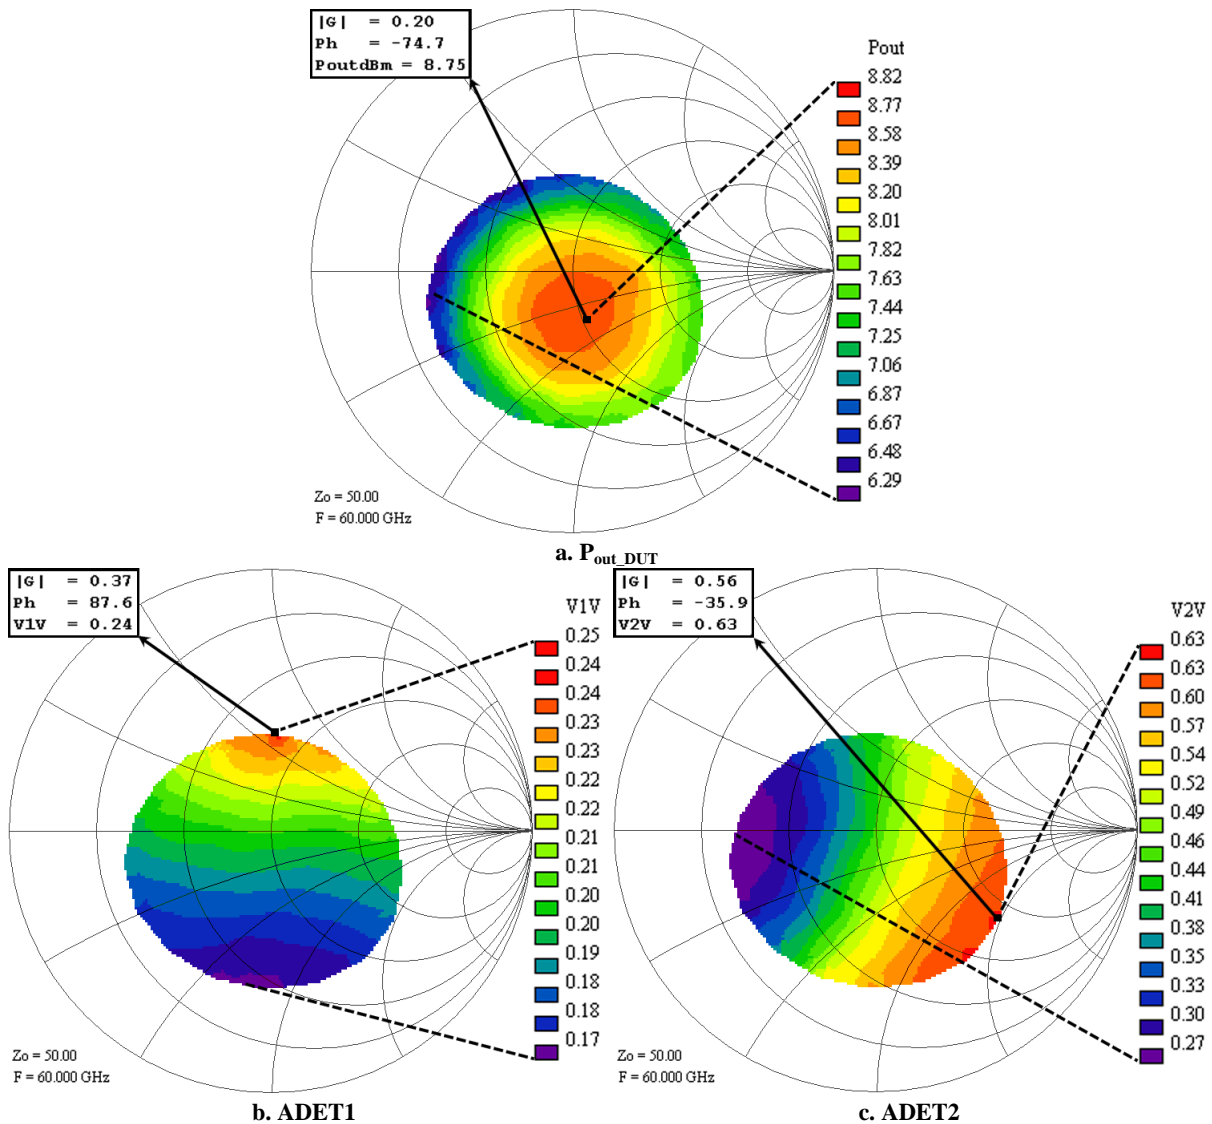 |G| = 0.20
Ph = -74.7
PoutdBm = 8.75
Pout
8.82
8.77
8.58
8.39
8.20
8.01
7.82
7.63
7.44
7.25
7.06
6.87
6.67
6.48
6.29
Zo = 50.00
F = 60.000 GHz
a. Pout_DUT
|G| = 0.37
Ph = 87.6
V1V = 0.24
V1V
0.25
0.24
0.24
0.23
0.23
0.22
0.22
0.21
0.21
0.20
0.20
0.19
0.18
0.18
0.17
Zo = 50.00
F = 60.000 GHz
b. ADET1
|G| = 0.56
Ph = -35.9
V2V = 0.63
V2V
0.63
0.63
0.60
0.57
0.54
0.52
0.49
0.46
0.44
0.41
0.38
0.35
0.33
0.30
0.27
Zo = 50.00
F = 60.000 GHz
c. ADET2